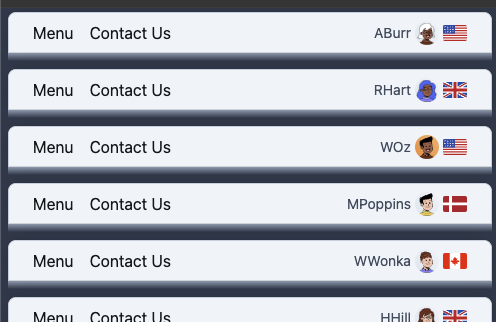 Menu Contact Us ABurr
Menu Contact Us RHart
Menu Contact Us WOz
Menu Contact Us MPoppins
Menu Contact Us WWonka
Menu Contact Us HHill